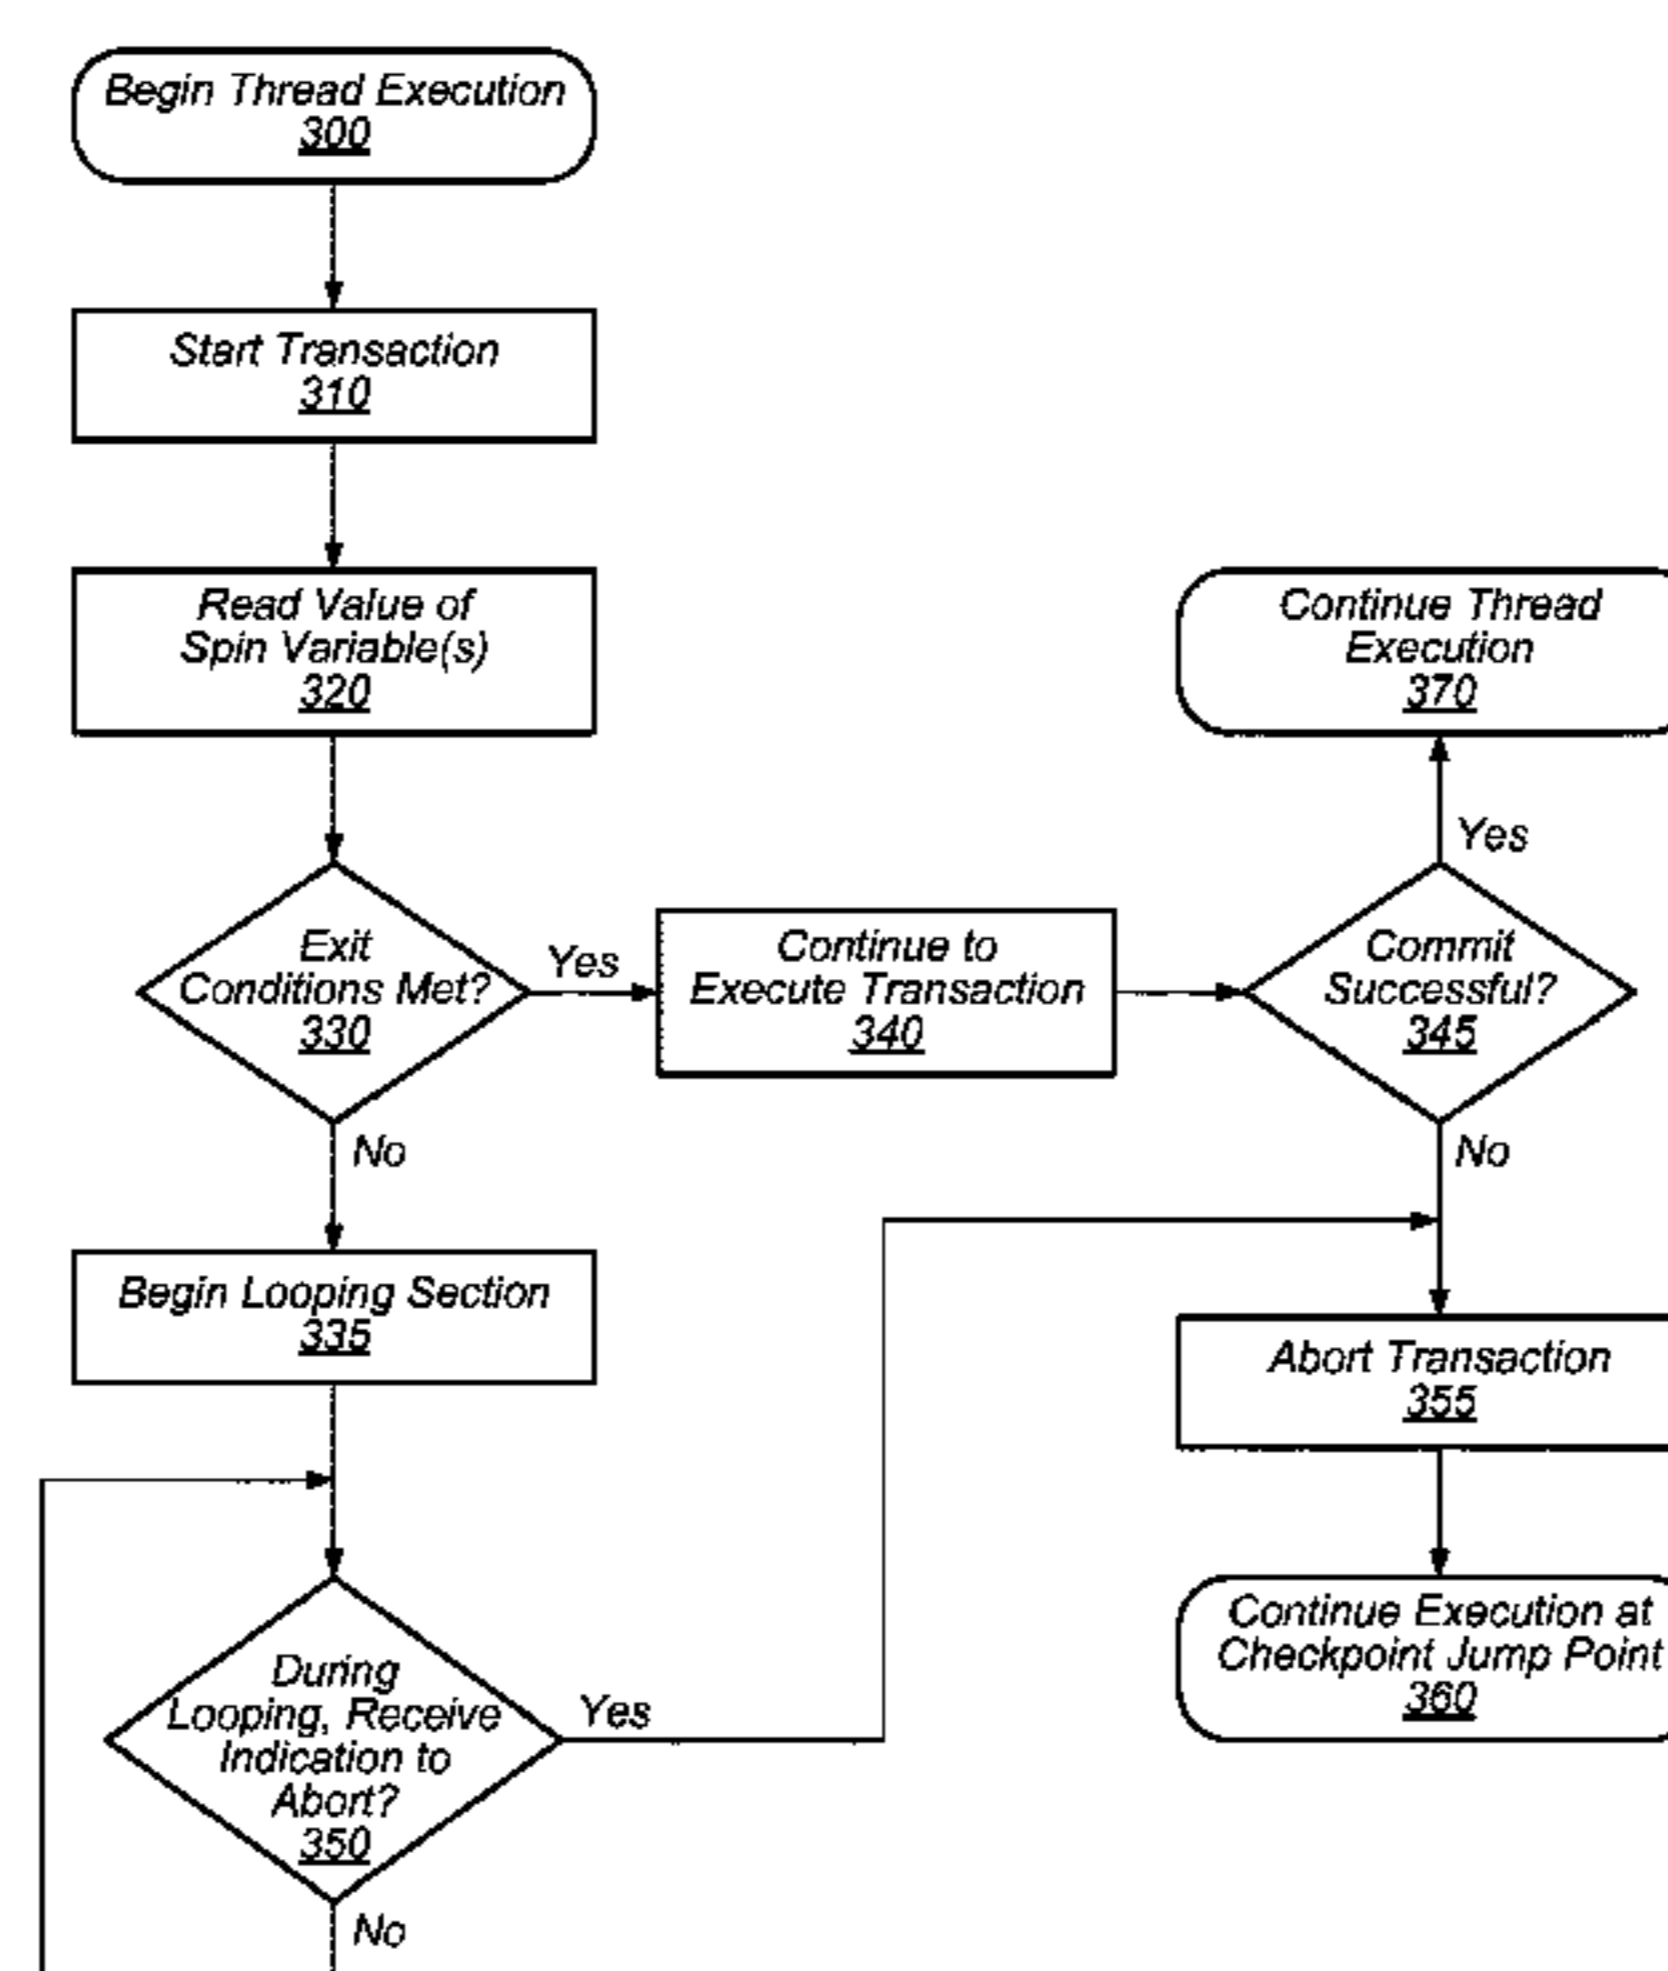 Begin Thread Execution
300
Start Transaction
310
Read Value of
Spin Variable(s)
320
Continue Thread
Execution
370
Yes
Exit
Conditions Met?
330
Yes
Continue to
Execute Transaction
340
Commit
Successful?
345
No
No
Begin Looping Section
335
Abort Transaction
355
During
Looping, Receive
Indication to
Abort?
350
Yes
Continue Execution at
Checkpoint Jump Point
360
No